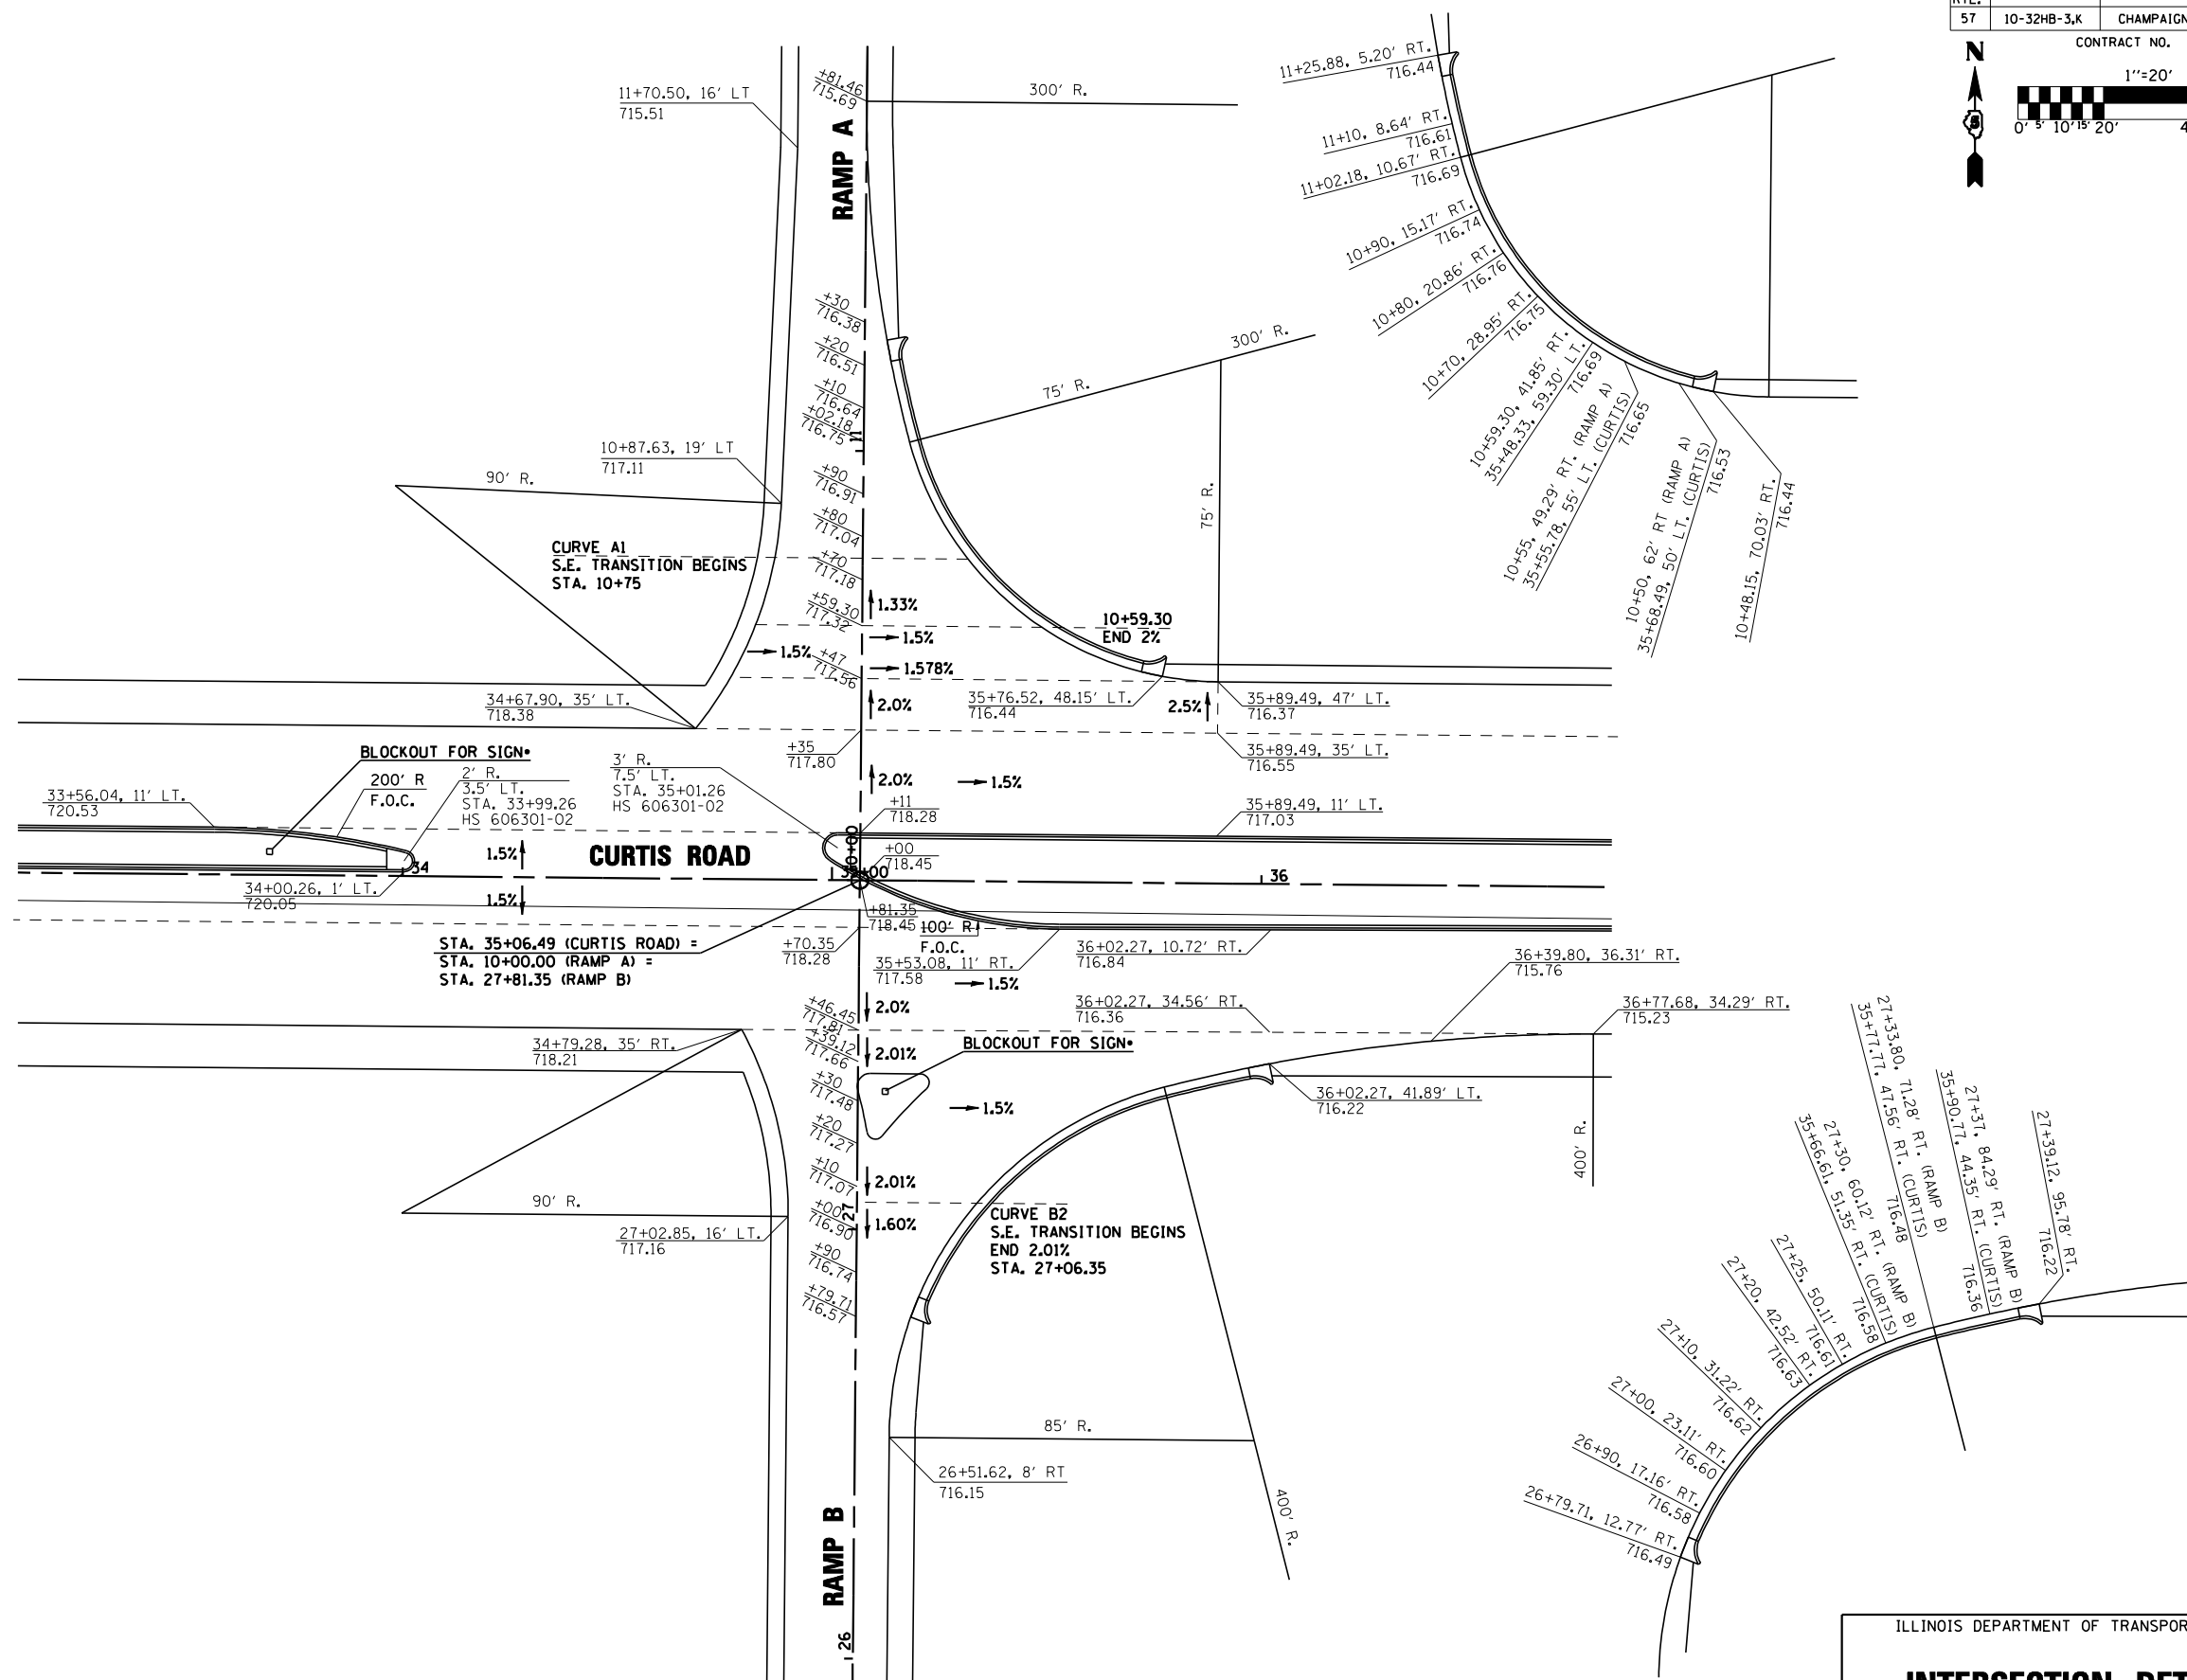 RTE.
57 10-32HB-3,K CHAMPAIGN
CONTRACT NO.
N
1''=20'
0' 5' 10' 15' 20' 4
11+70.50, 16' LT
715.51
+81.46
715.69
RAMP A
300' R.
+30
716.38
+20
716.51
+10
716.64
+02.18
716.75
11
10+87.63, 19' LT
717.11
90' R.
+90
716.91
+80
717.04
+70
717.18
+59.30
717.32
+47
717.56
CURVE A1
S.E. TRANSITION BEGINS
STA. 10+75
1.33%
1.5%
1.5%
1.578%
2.0%
10+59.30
END 2%
75' R.
300' R.
75' R.
2.5%
34+67.90, 35' LT.
718.38
35+76.52, 48.15' LT.
716.44
35+89.49, 47' LT.
716.37
35+89.49, 35' LT.
716.55
+35
717.80
2.0%
1.5%
BLOCKOUT FOR SIGN*
200' R
F.O.C.
2' R.
3.5' LT.
STA. 33+99.26
HS 606301-02
3' R.
7.5' LT.
STA. 35+01.26
HS 606301-02
33+56.04, 11' LT.
720.53
+11
718.28
35+89.49, 11' LT.
717.03
1.5%
CURTIS ROAD
10+00
+00
718.45
34
35+00
36
34+00.26, 1' LT.
720.05
1.5%
+81.35
718.45
100' R
F.O.C.
STA. 35+06.49 (CURTIS ROAD) =
STA. 10+00.00 (RAMP A) =
STA. 27+81.35 (RAMP B)
+70.35
718.28
35+53.08, 11' RT.
717.58
36+02.27, 10.72' RT.
716.84
1.5%
36+39.80, 36.31' RT.
715.76
36+02.27, 34.56' RT.
716.36
36+77.68, 34.29' RT.
715.23
+46.45
717.81
+39.12
717.66
+30
717.48
+20
717.27
+10
717.07
+00
716.90
+90
716.74
+79.71
716.57
27
2.0%
2.01%
34+79.28, 35' RT.
718.21
BLOCKOUT FOR SIGN*
1.5%
36+02.27, 41.89' LT.
716.22
2.01%
1.60%
90' R.
27+02.85, 16' LT.
717.16
CURVE B2
S.E. TRANSITION BEGINS
END 2.01%
STA. 27+06.35
400' R.
85' R.
26+51.62, 8' RT
716.15
400' R.
RAMP B
26
11+25.88, 5.20' RT.
716.44
11+10, 8.64' RT.
716.61
11+02.18, 10.67' RT.
716.69
10+90, 15.17' RT.
716.74
10+80, 20.86' RT.
716.76
10+70, 28.95' RT.
716.75
10+59.30, 41.85' RT.
35+48.33, 59.30' LT.
716.69
10+55, 49.29' RT. (RAMP A)
35+55.78, 55' LT. (CURTIS)
716.65
10+50, 62' RT (RAMP A)
35+68.49, 50' LT. (CURTIS)
716.53
10+48.15, 70.03' RT.
716.44
27+39.12, 95.78' RT.
716.22
27+37, 84.29' RT. (RAMP B)
35+90.77, 44.35' RT. (CURTIS)
716.36
27+33.80, 71.28' RT. (RAMP B)
35+77.77, 47.56' RT. (CURTIS)
716.48
27+30, 60.12' RT. (RAMP B)
35+66.61, 51.35' RT. (CURTIS)
716.58
27+25, 50.11' RT.
716.61
27+20, 42.52' RT.
716.63
27+10, 31.22' RT.
716.62
27+00, 23.11' RT.
716.60
26+90, 17.16' RT.
716.58
26+79.71, 12.77' RT.
716.49
ILLINOIS DEPARTMENT OF TRANSPOR